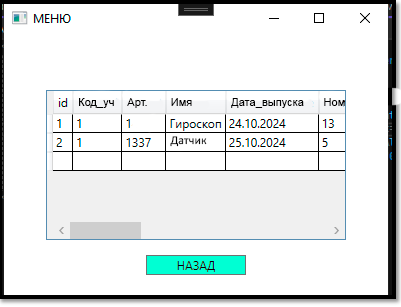 МЕНЮ
id Код_уч Арт. Имя Дата_выпуска Ном
1 1 1 Гироскоп 24.10.2024 13
2 1 1337 Датчик 25.10.2024 5
НАЗАД